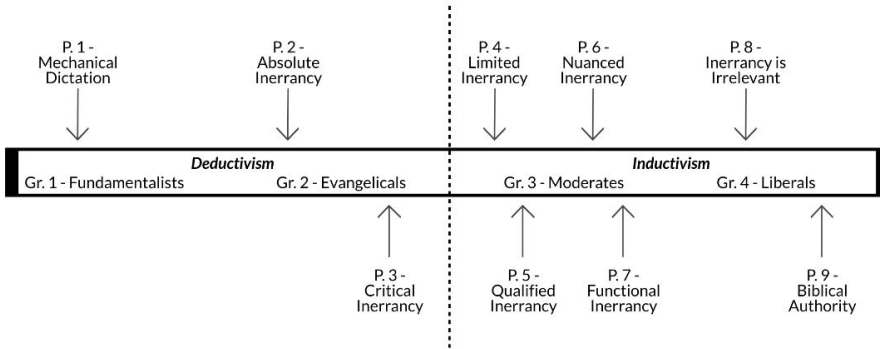 P. 1 -
Mechanical
Dictation
P. 2 -
Absolute
Inerrancy
P. 4 -
Limited
Inerrancy
P. 6 -
Nuanced
Inerrancy
P. 8 -
Inerrancy is
Irrelevant
Deductivism
Inductivism
Gr. 1 - Fundamentalists
Gr. 2 - Evangelicals
Gr. 3 - Moderates
Gr. 4 - Liberals
P. 3 -
Critical
Inerrancy
P. 5 -
Qualified
Inerrancy
P. 7 -
Functional
Inerrancy
P. 9 -
Biblical
Authority